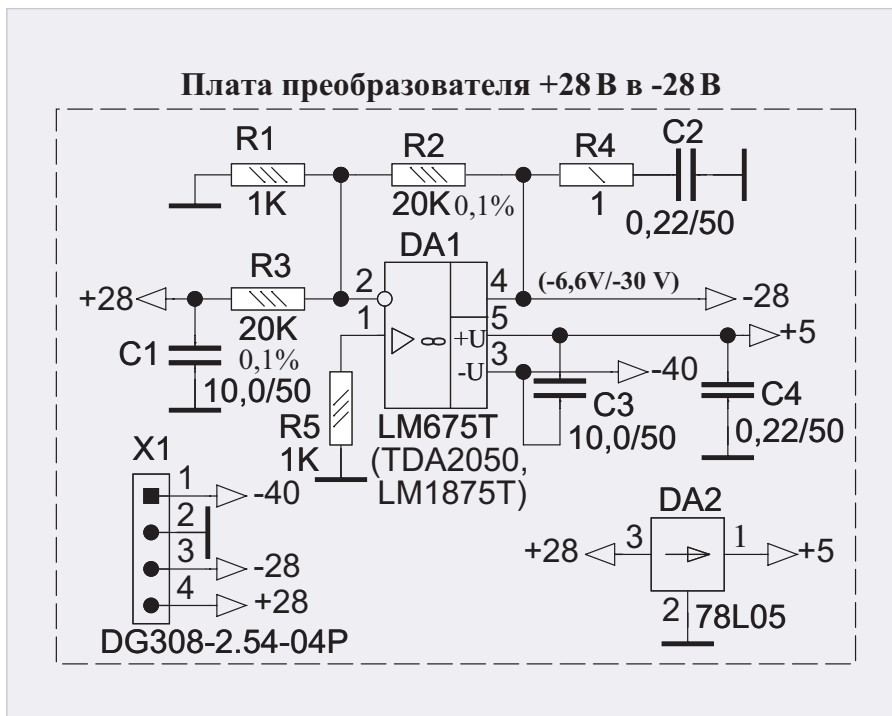 Плата преобразователя +28 В в -28 В
R1
1K
R2
20K 0,1%
R4
1
C2
0,22/50
DA1
+28
R3
20K
0,1%
C1
10,0/50
2
1
∞
+U
-U
4
5
3
(-6,6V/-30 V)
-28
+5
-40
R5
1K
LM675T
(TDA2050,
LM1875T)
C3
10,0/50
C4
0,22/50
X1
1
-40
2
3
-28
4
+28
DG308-2.54-04P
DA2
+28
3
1
+5
2
78L05